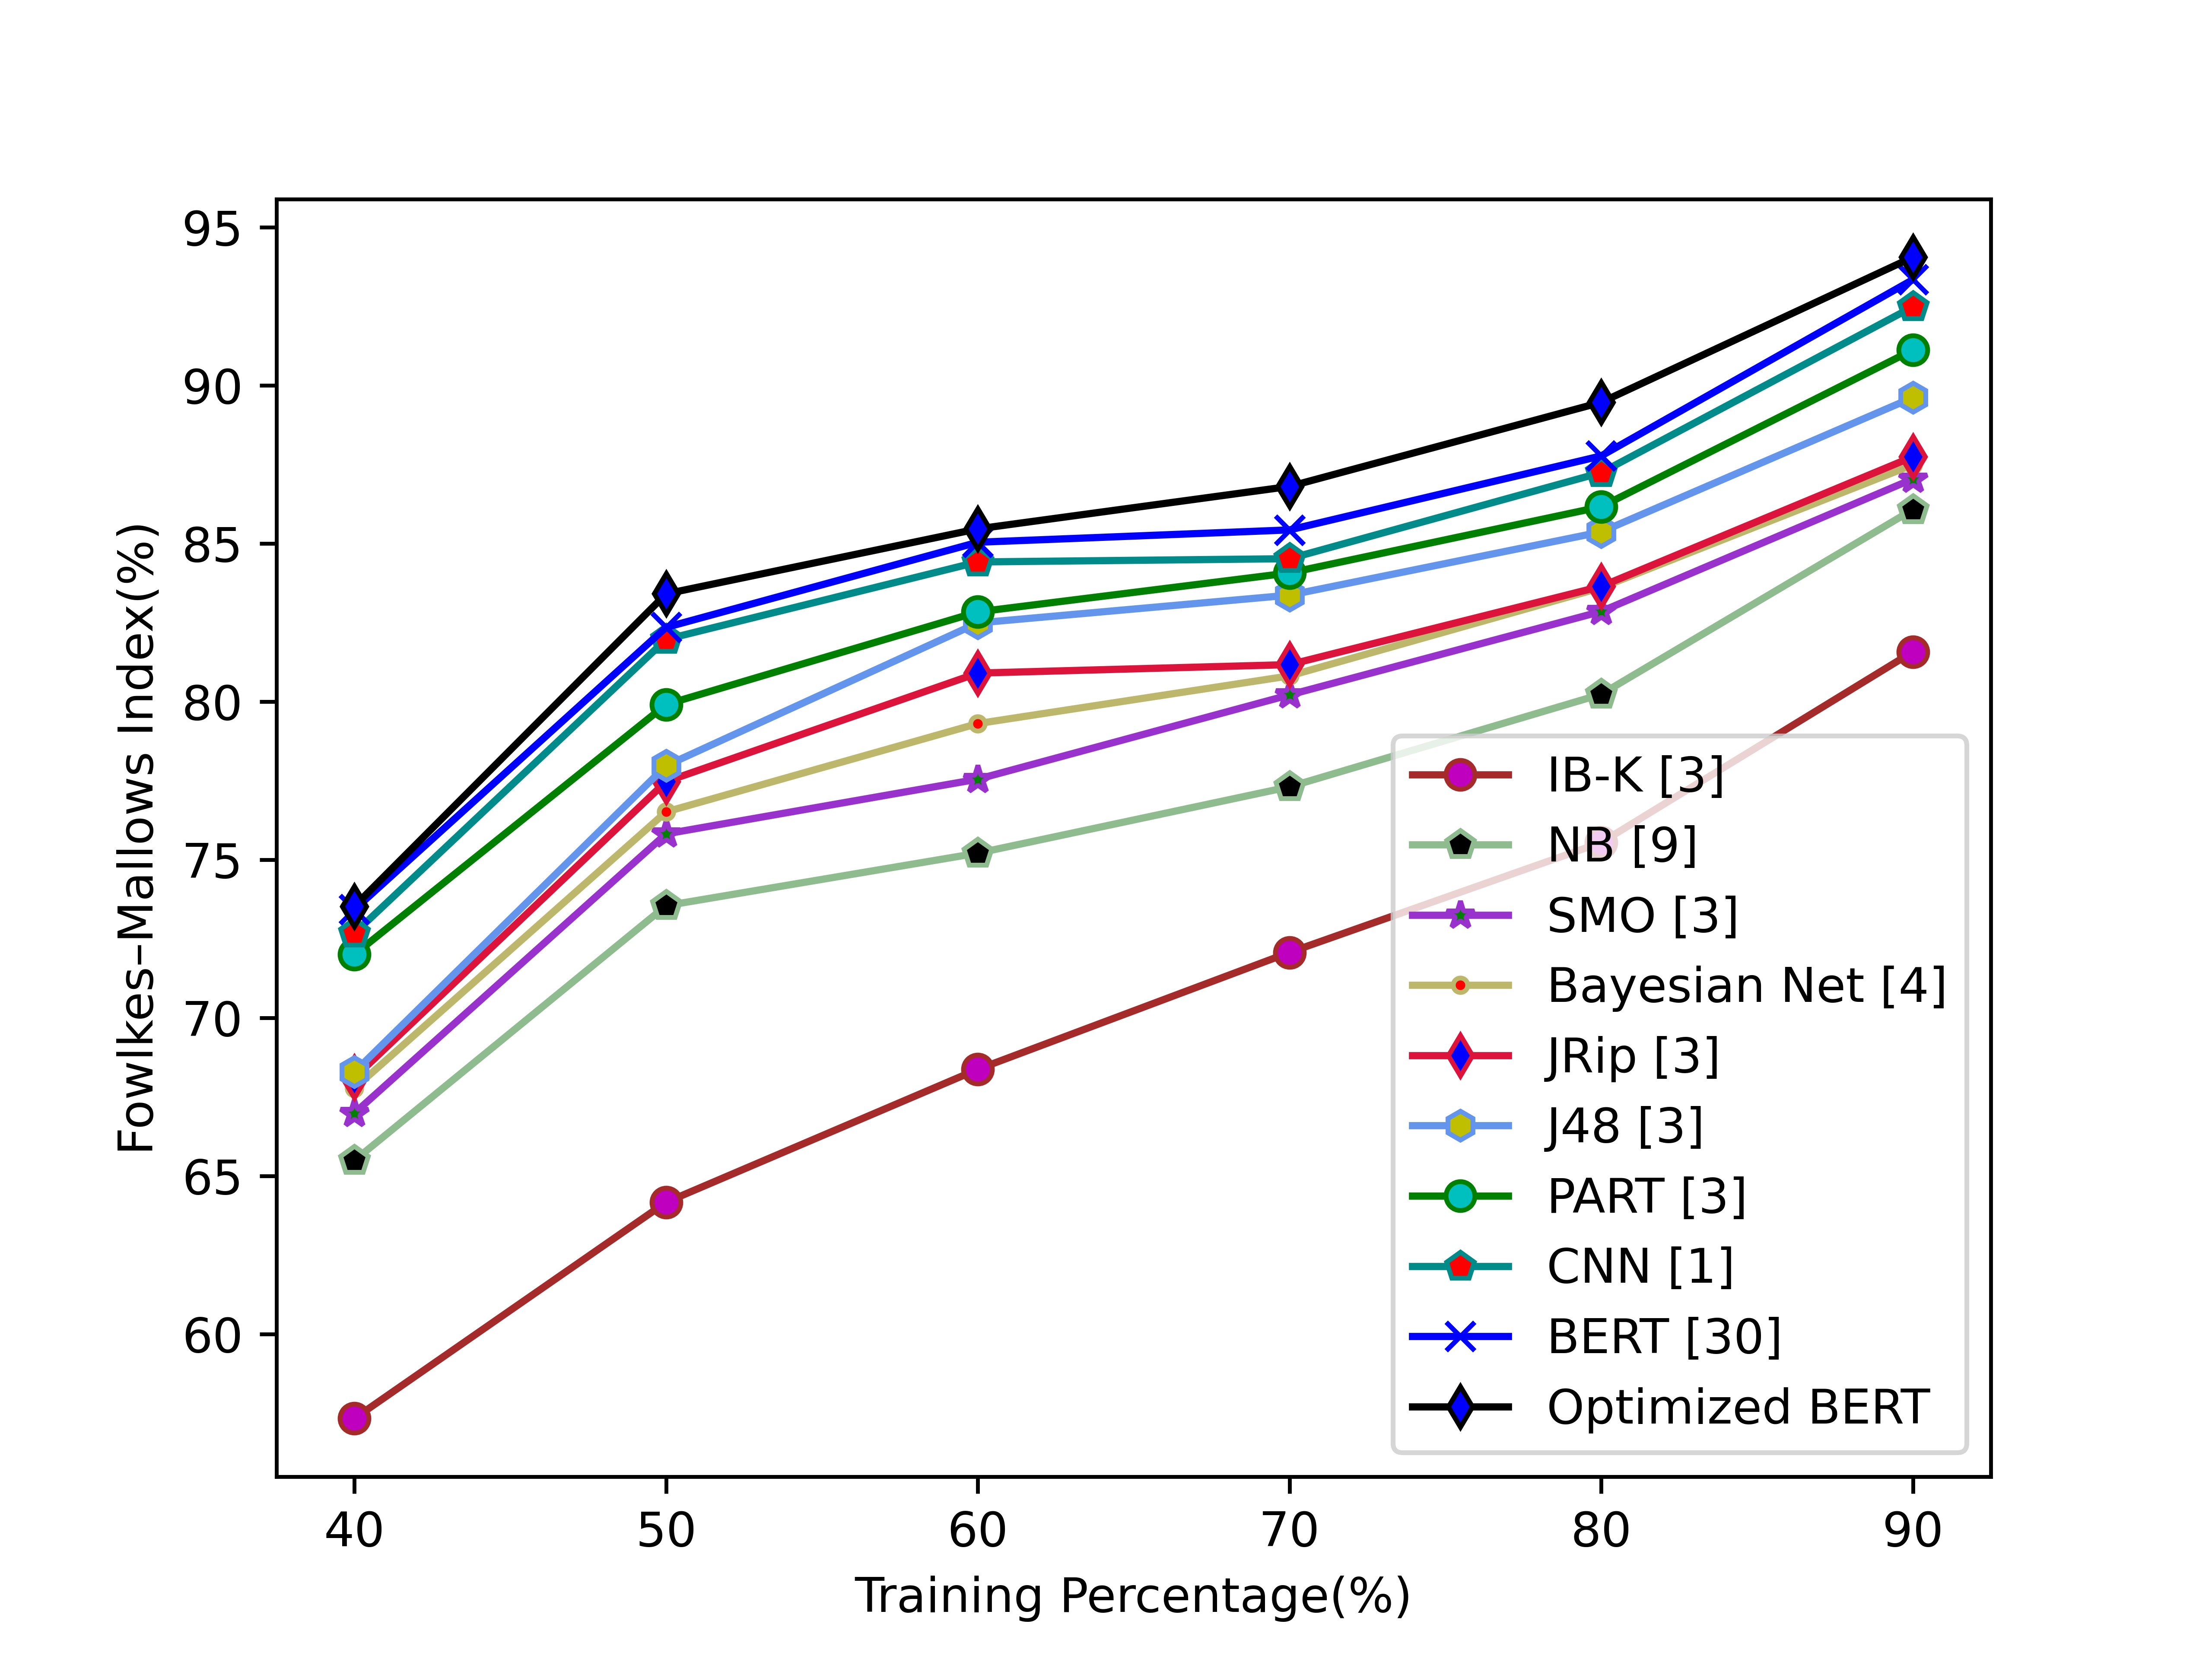 95
90
85
80
75
70
65
60
Fowlkes–Mallows Index(%)
IB-K [3]
NB [9]
SMO [3]
Bayesian Net [4]
JRip [3]
J48 [3]
PART [3]
CNN [1]
BERT [30]
Optimized BERT
40 50 60 70 80 90
Training Percentage(%)